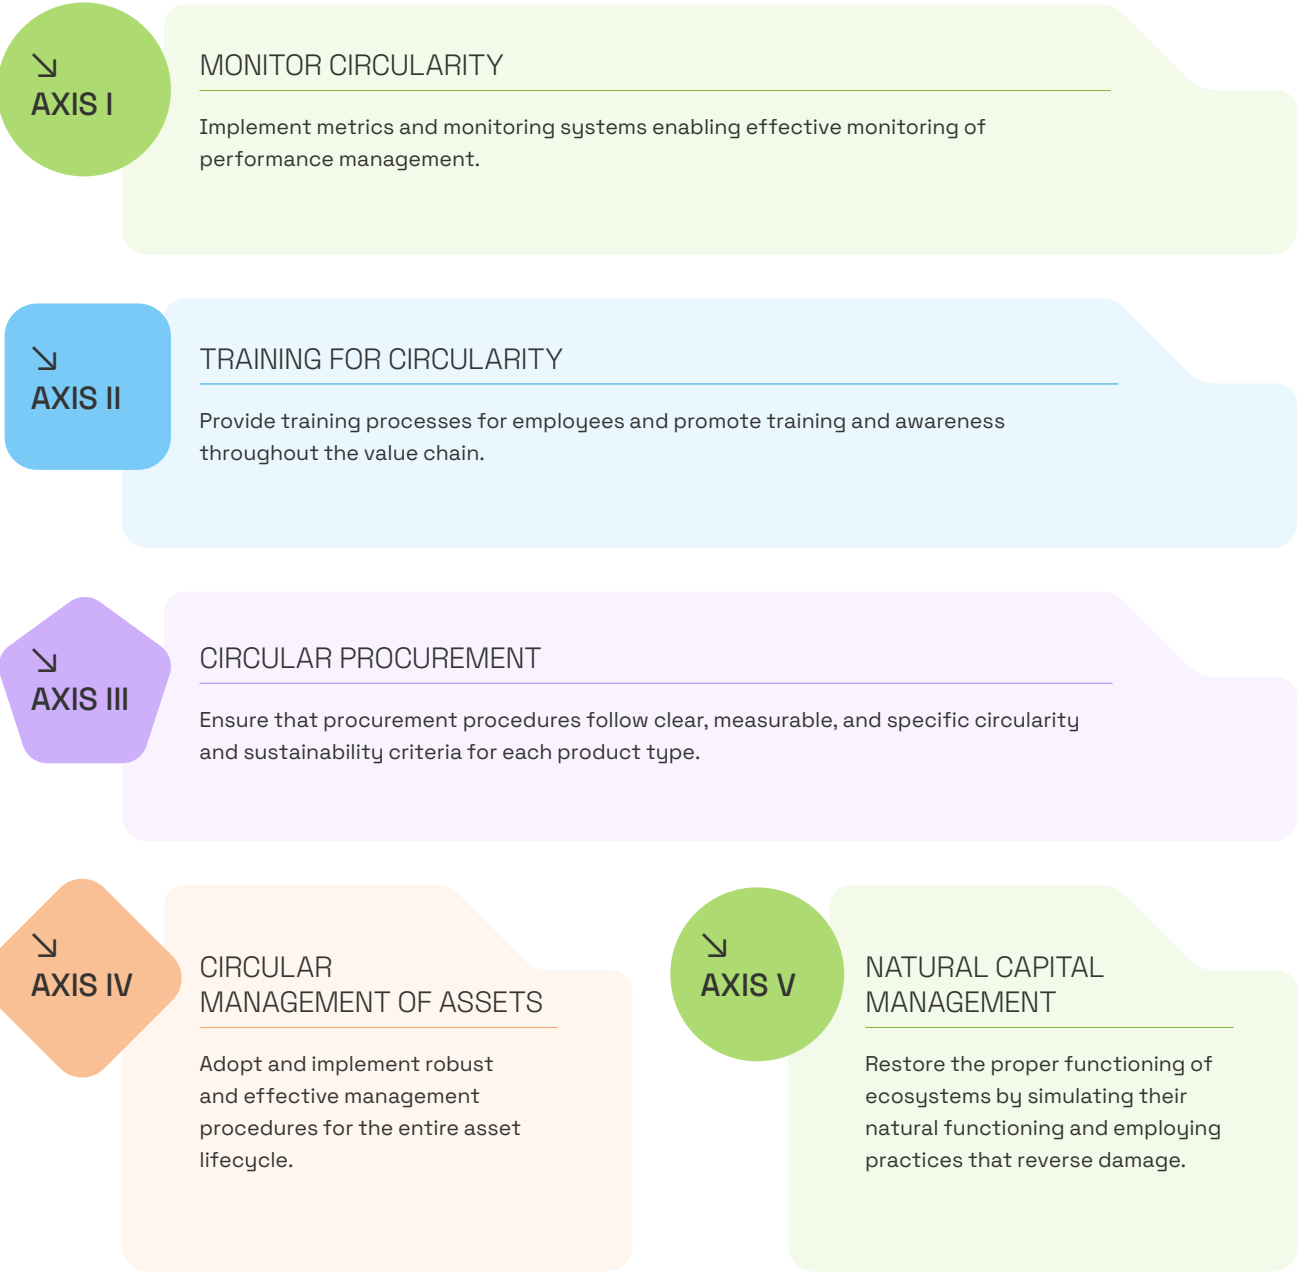 AXIS I
MONITOR CIRCULARITY
Implement metrics and monitoring systems enabling effective monitoring of
performance management.
AXIS II
TRAINING FOR CIRCULARITY
Provide training processes for employees and promote training and awareness
throughout the value chain.
AXIS III
CIRCULAR PROCUREMENT
Ensure that procurement procedures follow clear, measurable, and specific circularity
and sustainability criteria for each product type.
AXIS IV
CIRCULAR
MANAGEMENT OF ASSETS
Adopt and implement robust
and effective management
procedures for the entire asset
lifecycle.
AXIS V
NATURAL CAPITAL
MANAGEMENT
Restore the proper functioning of
ecosystems by simulating their
natural functioning and employing
practices that reverse damage.